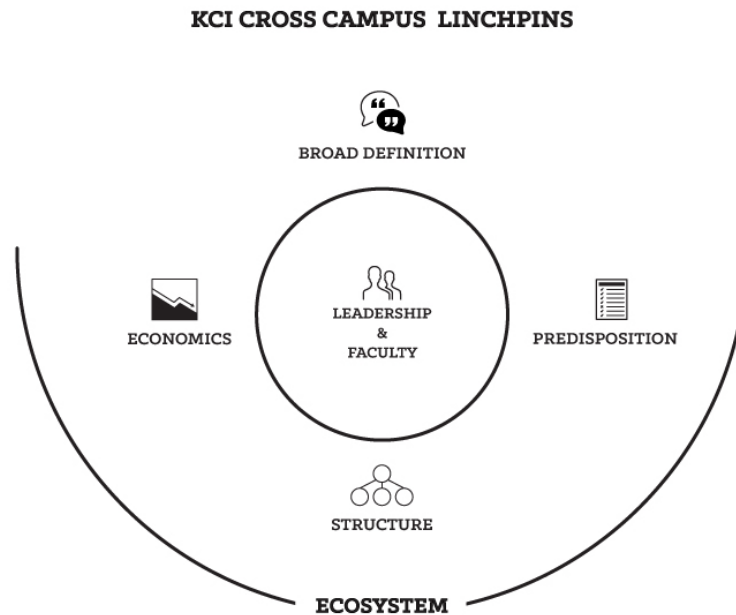 KCI CROSS CAMPUS LINCHPINS
BROAD DEFINITION
ECONOMICS
LEADERSHIP
&
FACULTY
PREDISPOSITION
STRUCTURE
ECOSYSTEM